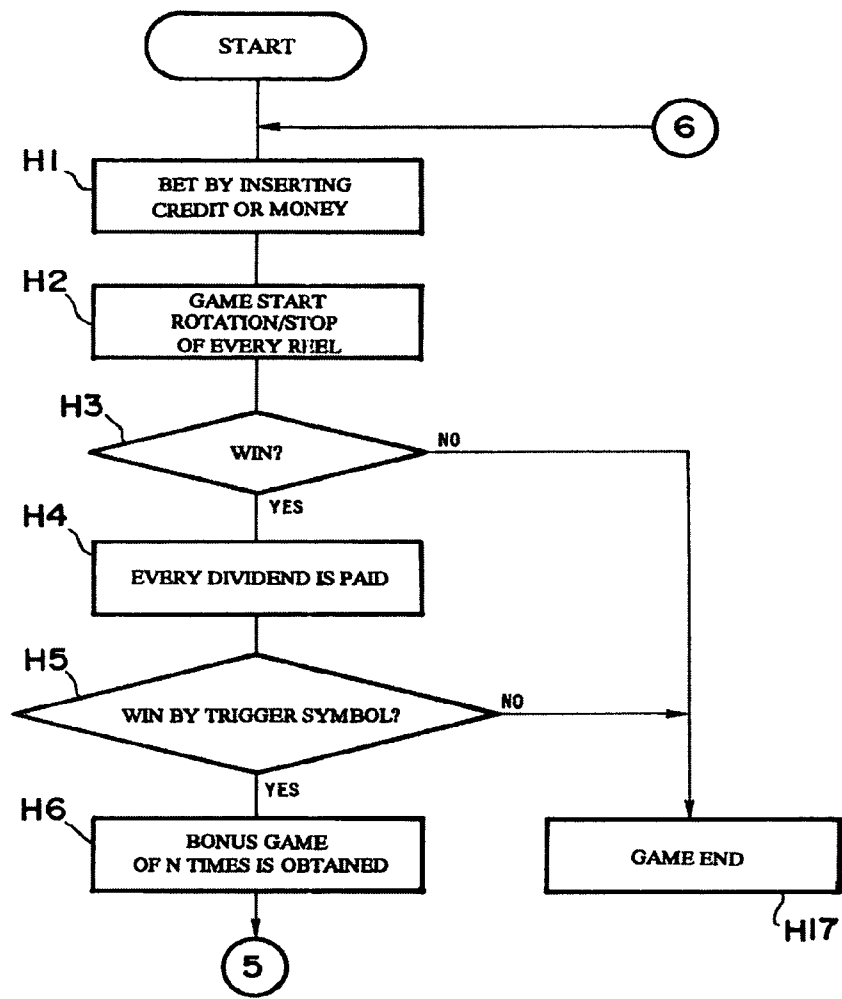 START
6
H1
BET BY INSERTING
CREDIT OR MONEY
H2
GAME START
ROTATION/STOP
OF EVERY
H3
WIN?
NO
YES
H4
EVERY DIVIDEND IS PAID
H5
WIN BY TRIGGER SYMBOL?
NO
YES
H6
BONUS GAME
OF N TIMES IS OBTAINED
GAME END
H17
5